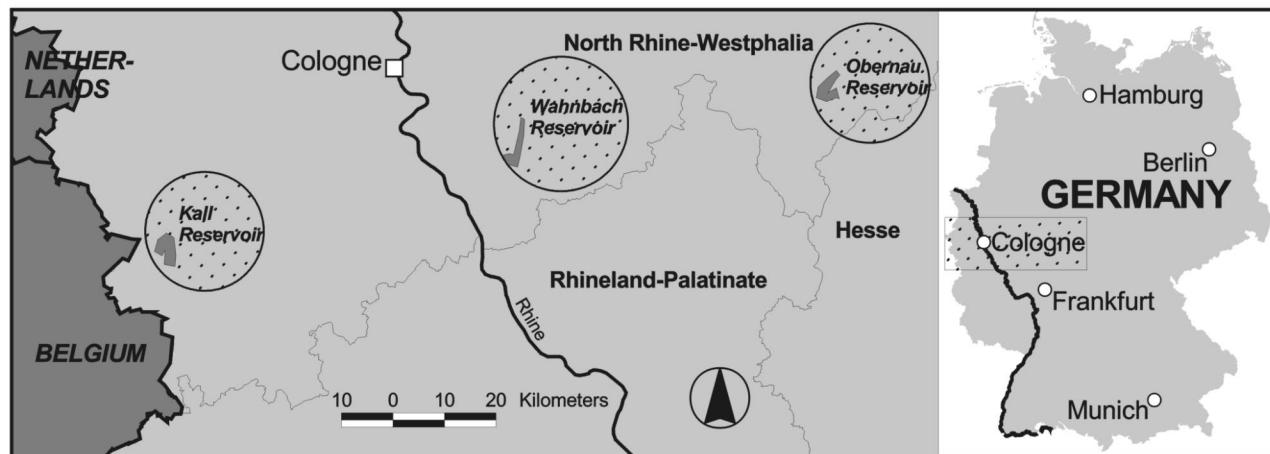 NETHER-
LANDS
Cologne
North Rhine-Westphalia
Wahnbach
Reservoir
Obernau
Reservoir
Kall
Reservoir
Hesse
Rhineland-Palatinate
Rhine
BELGIUM
10 0 10 20 Kilometers
Hamburg
Berlin
GERMANY
Cologne
Frankfurt
Munich